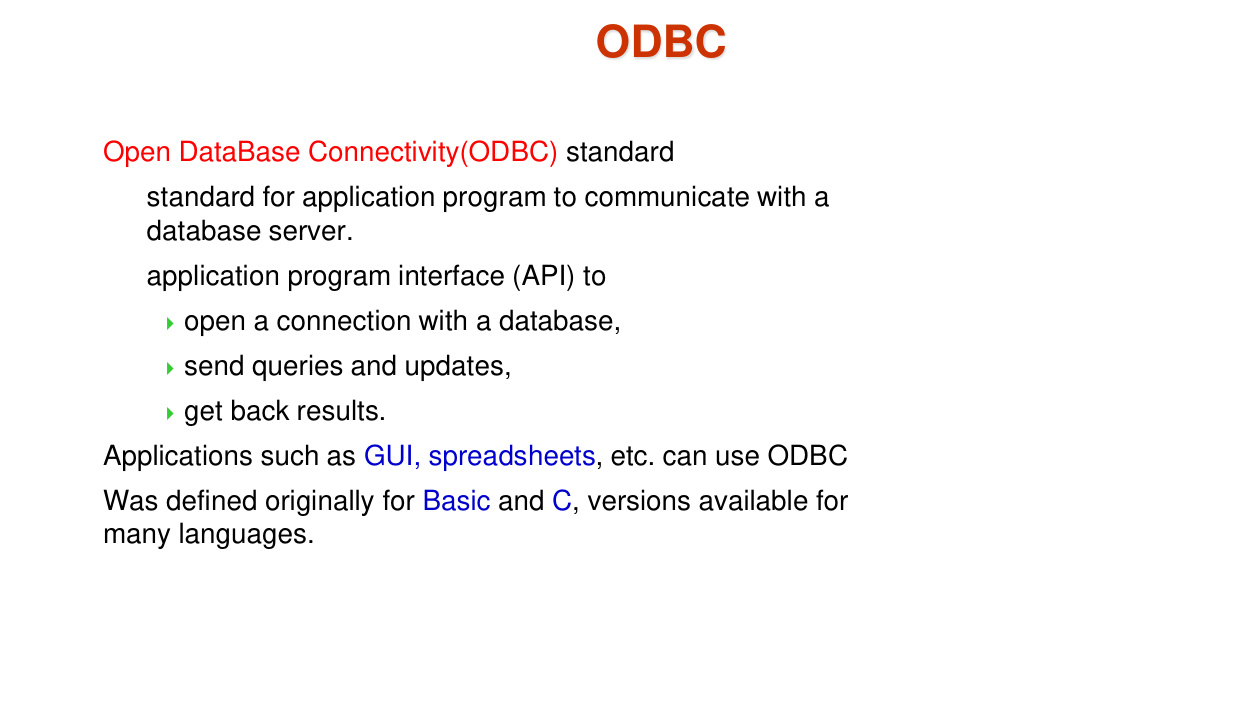 ODBC
Open DataBase Connectivity(ODBC) standard
standard for application program to communicate with a
database server.
application program interface (API) to
open a connection with a database,
send queries and updates,
get back results.
Applications such as GUI, spreadsheets, etc. can use ODBC
Was defined originally for Basic and C, versions available for
many languages.